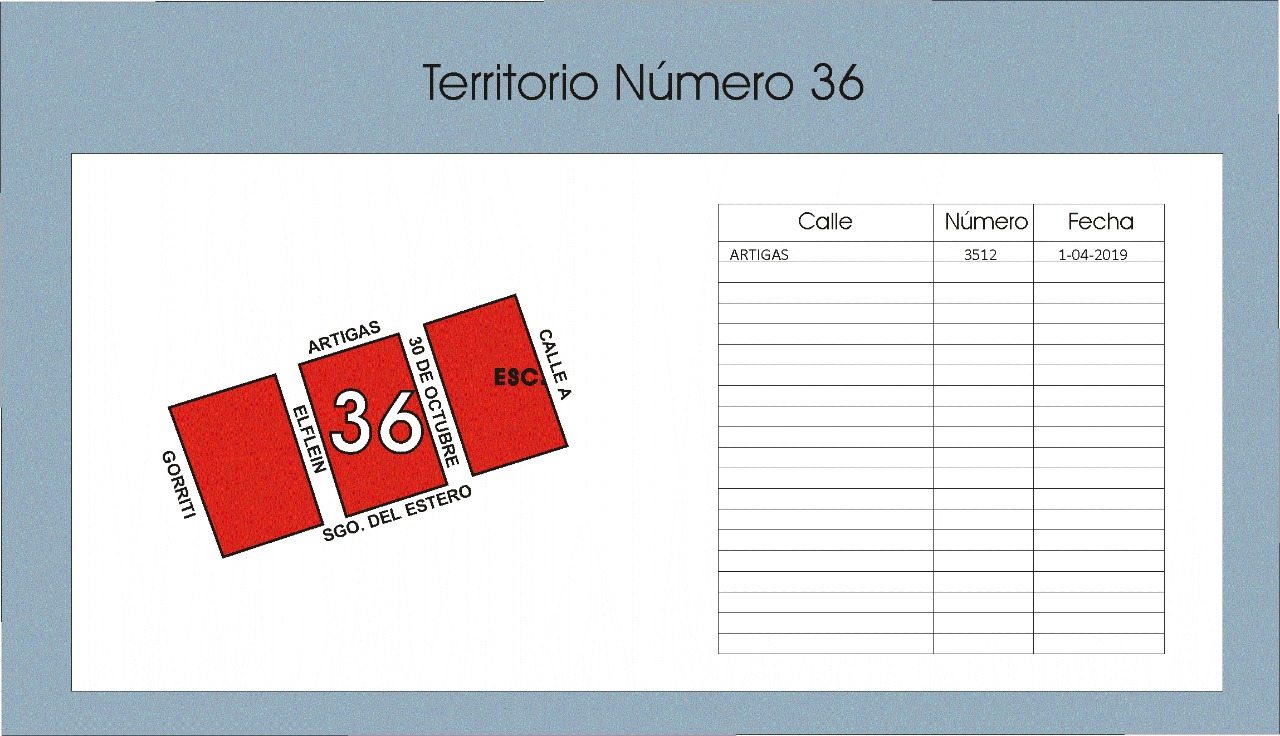 Territorio Número 36
ARTIGAS
30 DE OCTUBRE
CALLE A
ESC.
36
ELFLEIN
GORRITI
SGO. DEL ESTERO
Calle Número Fecha
ARTIGAS 3512 1-04-2019